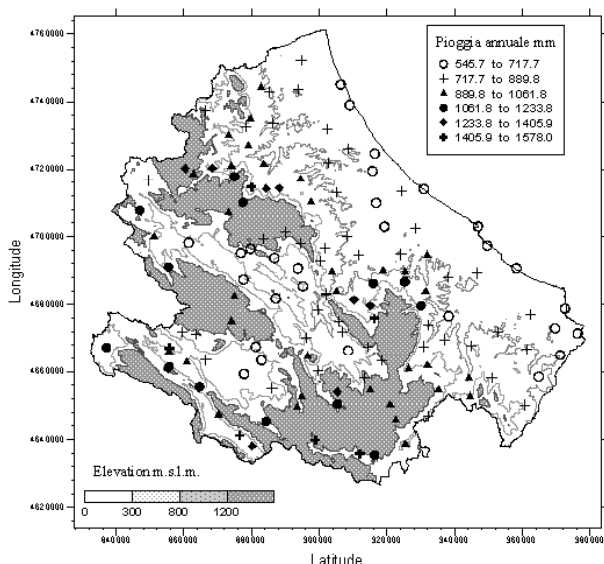 Pioggia annuale mm
545.7 to 717.7
717.7 to 889.8
889.8 to 1061.8
1061.8 to 1233.8
1233.8 to 1405.9
1405.9 to 1578.0
4760000
4740000
4720000
4700000
4680000
4660000
4640000
4620000
Longitude
Elevation m.s.l.m.
0 300 800 1200
840000 860000 880000 900000 920000 940000 960000 980000
Latitude